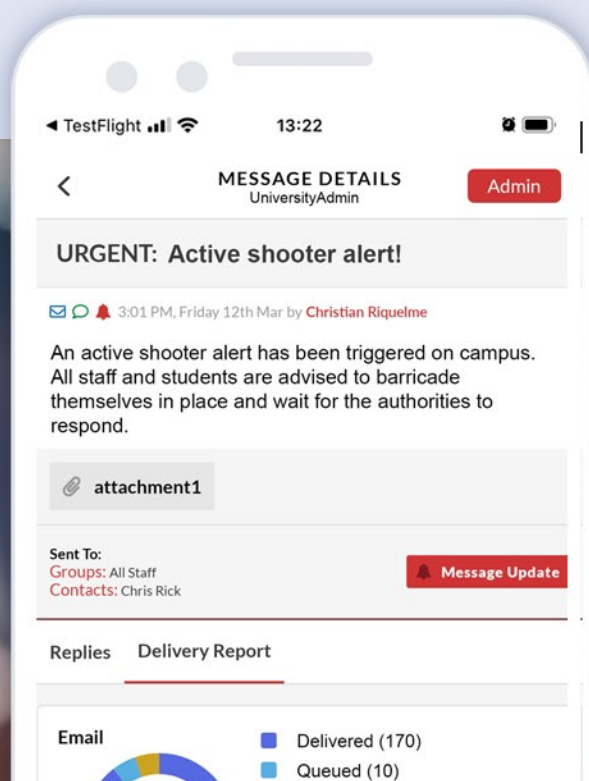 TestFlight 13:22
MESSAGE DETAILS
UniversityAdmin
Admin
URGENT: Active shooter alert!
3:01 PM, Friday 12th Mar by Christian Riquelme
An active shooter alert has been triggered on campus.
All staff and students are advised to barricade
themselves in place and wait for the authorities to
respond.
attachment1
Sent To:
Groups: All Staff
Contacts: Chris Rick
Message Update
Replies Delivery Report
Email
Delivered (170)
Queued (10)